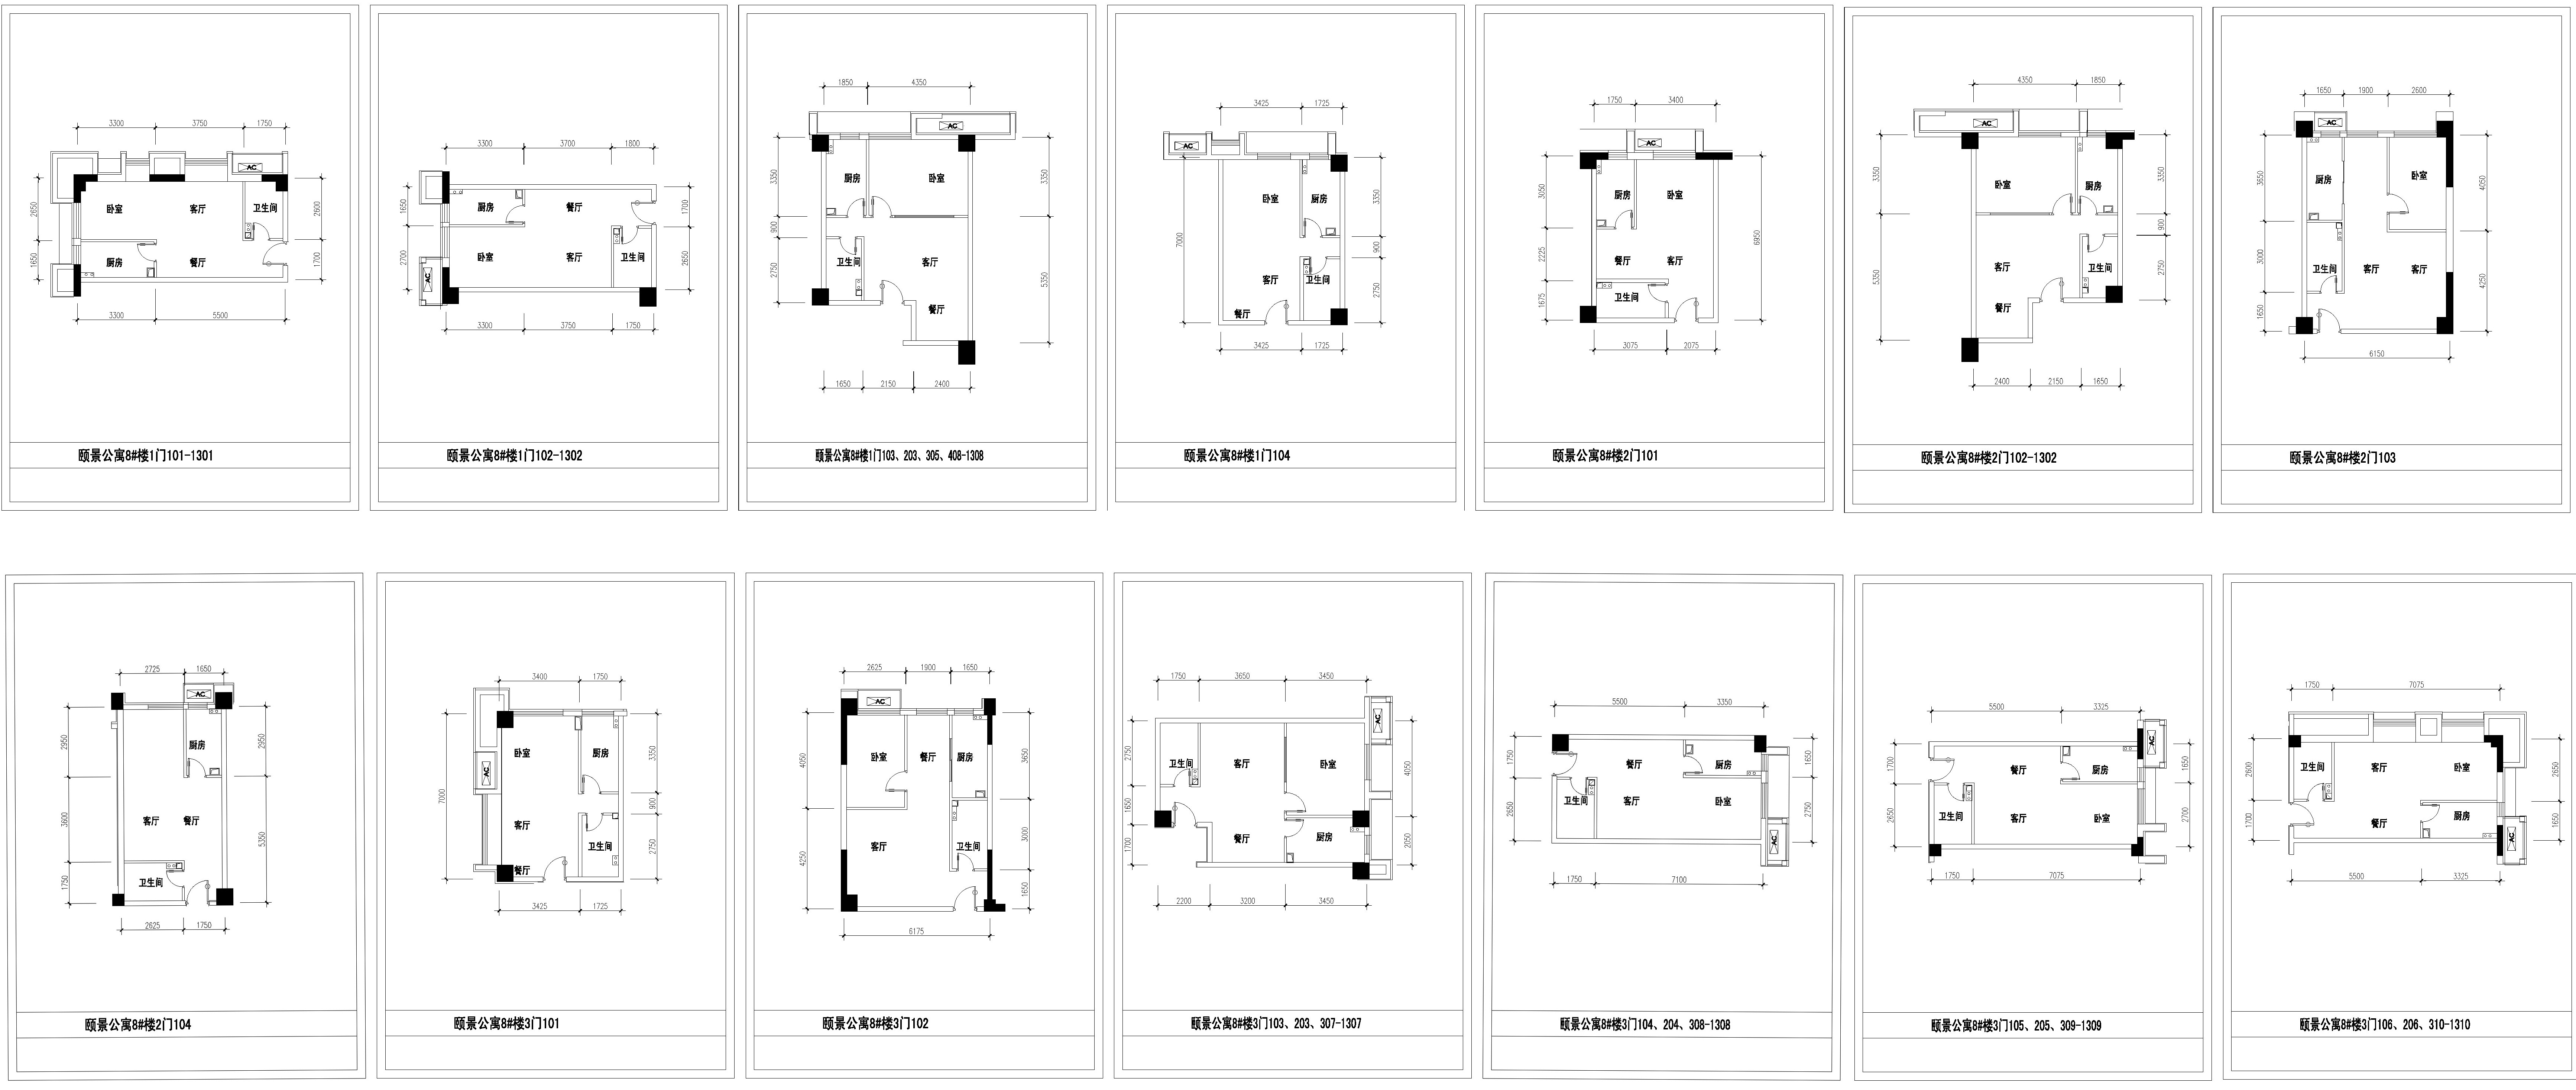 3300 3750 1750
AC
2650 1650
2600 1700
卧室 客厅 卫生间
厨房 餐厅
3300 5500
颐景公寓8#楼1门101-1301
3300 3700 1800
1650 2700
1700 2650
厨房 餐厅
卧室 客厅 卫生间
AC
3300 3750 1750
颐景公寓8#楼1门102-1302
1850 4350
AC
3350 900 2750
3350 5350
厨房 卧室
卫生间 客厅
餐厅
1650 2150 2400
颐景公寓8#楼1门103、203、305、408-1308
3425 1725
AC
7000
3350 900 2750
卧室 厨房
客厅 卫生间
餐厅
3425 1725
颐景公寓8#楼1门104
1750 3400
AC
3050 2225 1675
6950
厨房 卧室
餐厅 客厅
卫生间
3075 2075
颐景公寓8#楼2门101
4350 1850
AC
3350 5350
3350 900 2750
卧室 厨房
客厅 卫生间
餐厅
2400 2150 1650
颐景公寓8#楼2门102-1302
1650 1900 2600
AC
3650 3000 1650
4050 4250
厨房 卧室
卫生间 客厅 客厅
6150
颐景公寓8#楼2门103
2725 1650
AC
2950 3600 1750
2950 5350
厨房
客厅 餐厅
卫生间
2625 1750
颐景公寓8#楼2门104
3400 1750
AC
7000
3350 900 2750
卧室 厨房
客厅
卫生间
餐厅
3425 1725
颐景公寓8#楼3门101
2625 1900 1650
AC
4050 4250
3650 3000 1650
卧室 餐厅 厨房
客厅 卫生间
6175
颐景公寓8#楼3门102
1750 3650 3450
AC
2750 1650 1700
4050 2050
卫生间 客厅 卧室
餐厅 厨房
2200 3200 3450
颐景公寓8#楼3门103、203、307-1307
5500 3350
1750 2650
1650 2750
餐厅 厨房
卫生间 客厅 卧室
AC
1750 7100
颐景公寓8#楼3门104、204、308-1308
5500 3325
AC
1700 2650
1650 2700
餐厅 厨房
卫生间 客厅 卧室
1750 7075
颐景公寓8#楼3门105、205、309-1309
1750 7075
2600 1700
2650 1650
卫生间 客厅 卧室
餐厅 厨房
AC
5500 3325
颐景公寓8#楼3门106、206、310-1310